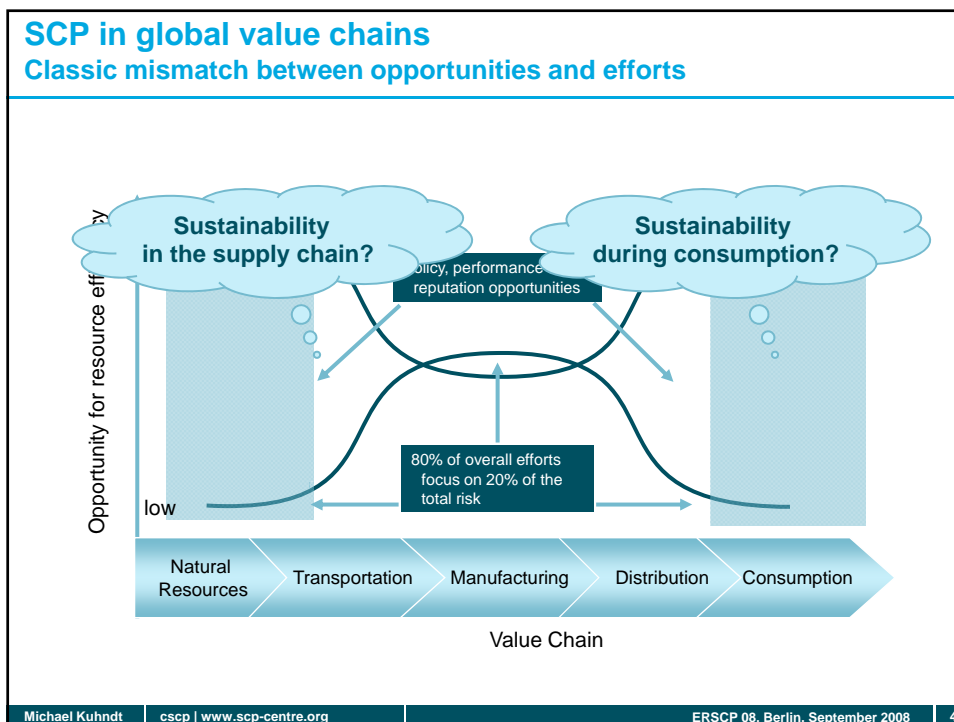 SCP in global value chains
Classic mismatch between opportunities and efforts
Opportunity for resource
Sustainability
in the supply chain?
Sustainability
during consumption?
performance
reputation opportunities
80% of overall efforts
focus on 20% of the
total risk
low
Natural
Resources
Transportation
Manufacturing
Distribution
Consumption
Value Chain
Michael Kuhndt
cscp | www.scp-centre.org
ERSCP 08, Berlin, September 2008
4